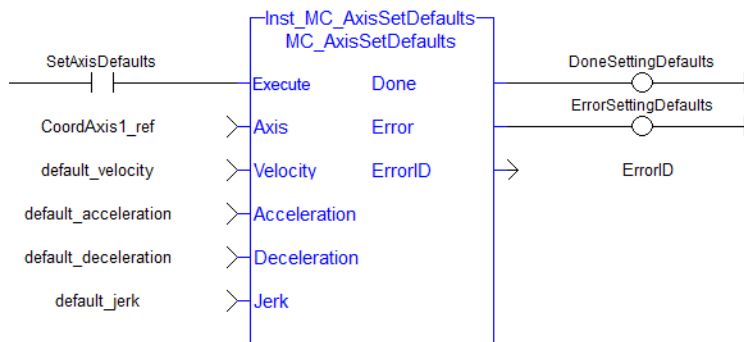 Inst_MC_AxisSetDefaults
MC_AxisSetDefaults
SetAxisDefaults
Execute
Done
DoneSettingDefaults
CoordAxis1_ref
Axis
Error
ErrorSettingDefaults
default_velocity
Velocity
ErrorID
ErrorID
default_acceleration
Acceleration
default_deceleration
Deceleration
default_jerk
Jerk